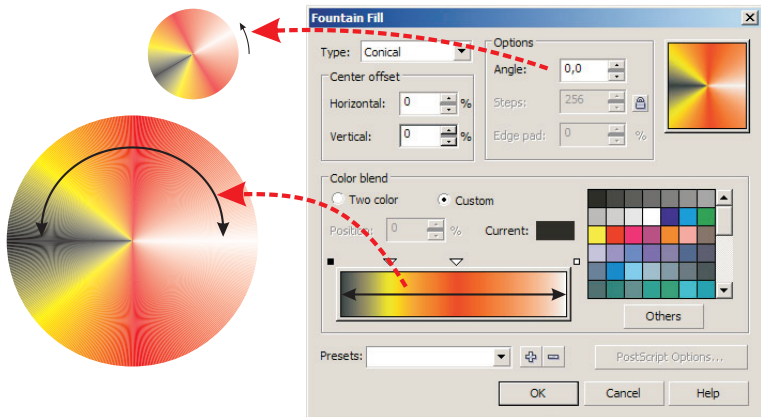 Fountain Fill
Type: Conical
Options
Angle: 0,0
Steps: 256
Edge pad: 0 %
Center offset
Horizontal: 0 %
Vertical: 0 %
Color blend
Two color
Custom
Position: 0 %
Current:
Others
Presets:
PostScript Options...
OK Cancel Help